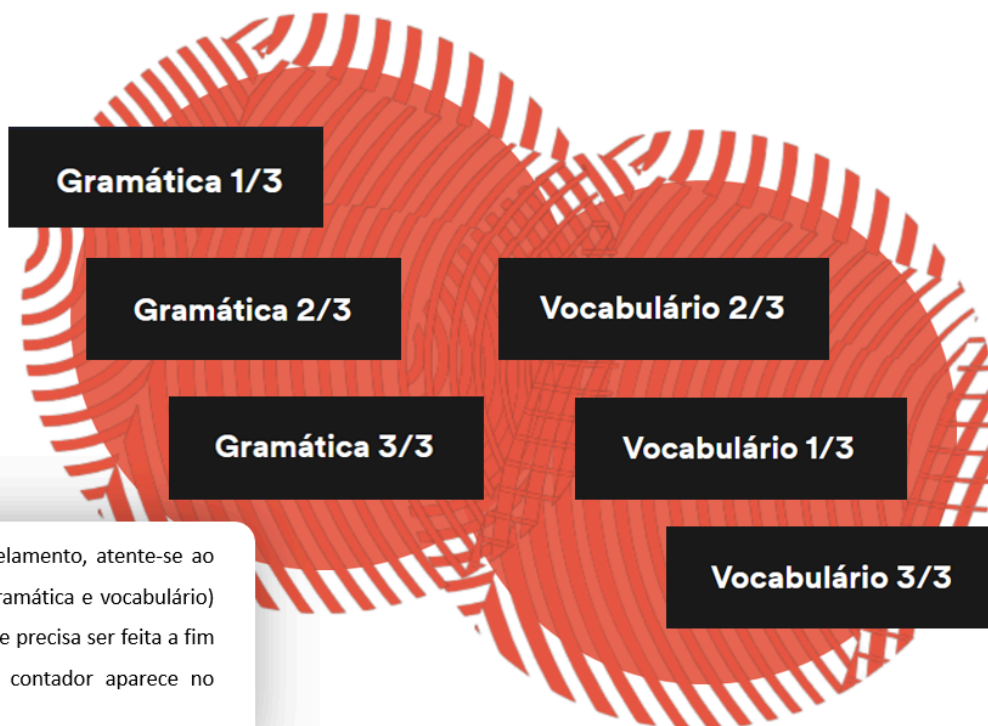 Gramática 1/3
Gramática 2/3
Vocabulário 2/3
Gramática 3/3
Vocabulário 1/3
Vocabulário 3/3
atente-se ao
e vocabulário)
e precisa ser feita a fim
contador aparece no